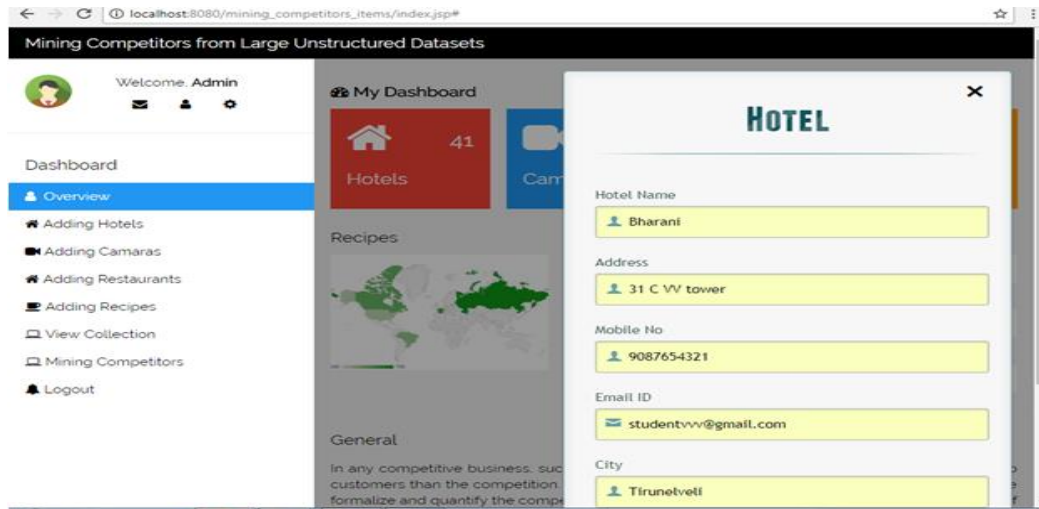 localhost:8080/mining_competitors_items/index.jsp#
Mining Competitors from Large Unstructured Datasets
Welcome, Admin
Dashboard
Overview
Adding Hotels
Adding Camaras
Adding Restaurants
Adding Recipes
View Collection
Mining Competitors
Logout
My Dashboard
41
Hotels
Cam
Recipes
General
In any competitive business, suc
customers than the competition.
formalize and quantify the compe
HOTEL
Hotel Name
Bharani
Address
31 C VV tower
Mobile No
9087654321
Email ID
studentvvv@gmail.com
City
Tirunelveli